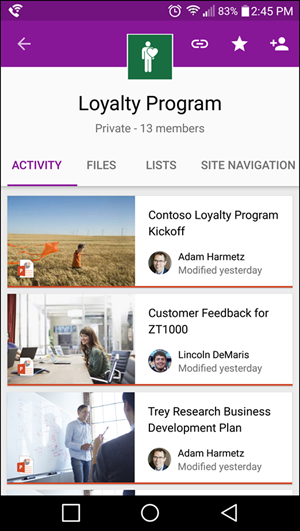 83% 2:45 PM
Loyalty Program
Private - 13 members
ACTIVITY FILES LISTS SITE NAVIGATION
Contoso Loyalty Program
Kickoff
Adam Harmetz
Modified yesterday
Customer Feedback for
ZT1000
Lincoln DeMaris
Modified yesterday
Trey Research Business
Development Plan
Adam Harmetz
Modified yesterday